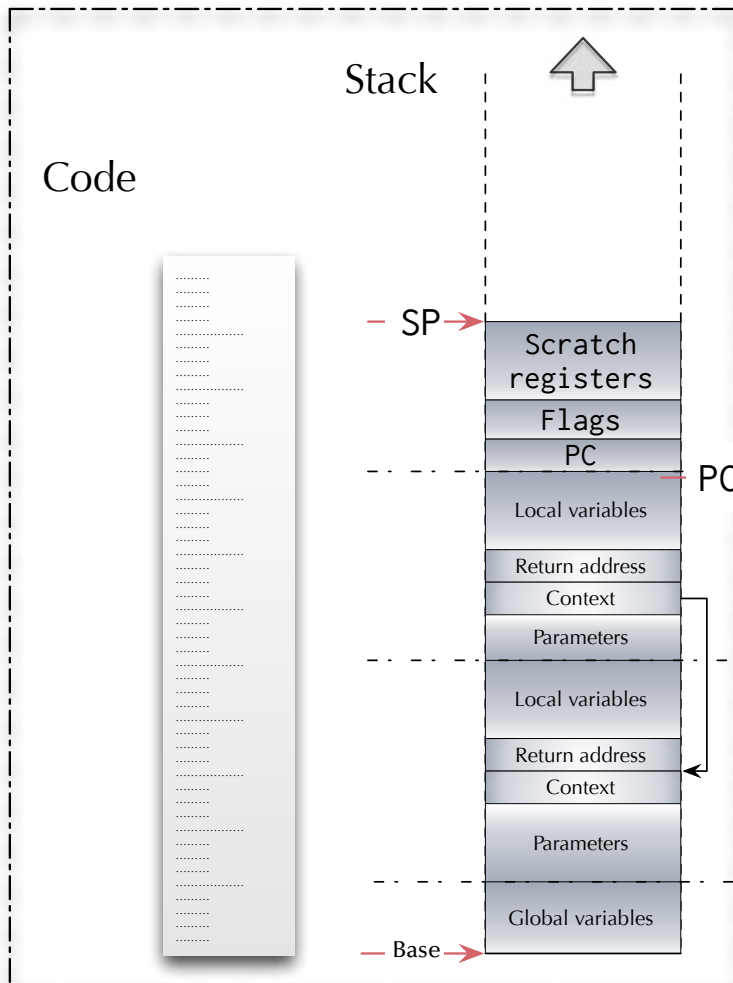 Stack
Code
SP
Scratch
registers
Flags
PC
PC
Local variables
Return address
Context
Parameters
Local variables
Return address
Context
Parameters
Global variables
Base